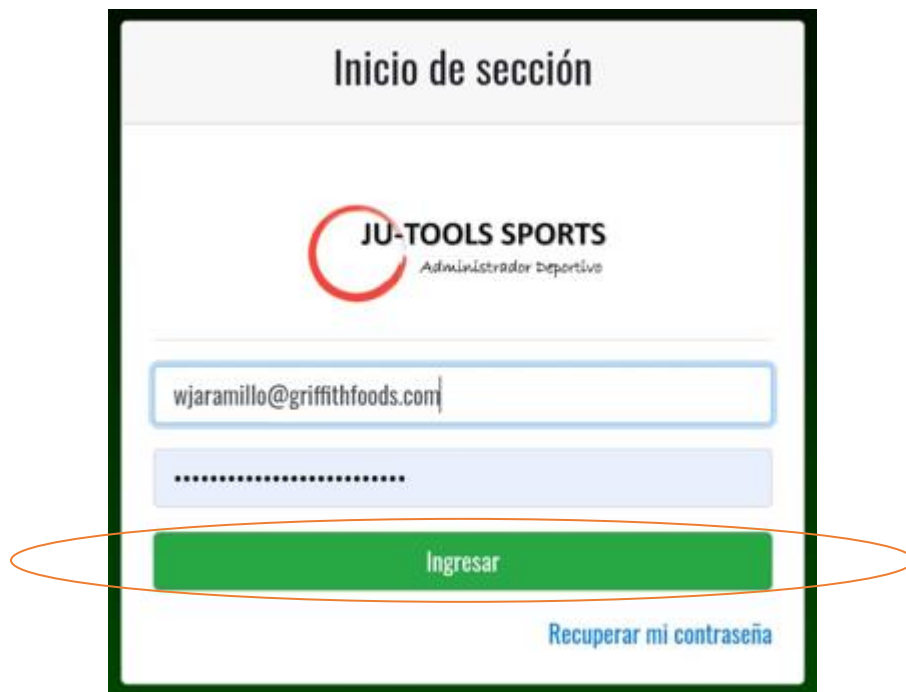 Inicio de sección
JU-TOOLS SPORTS
Administrador Deportivo
wjaramillo@griffithfoods.com
••••••••••••••••••••••••••
Ingresar
Recuperar mi contraseña